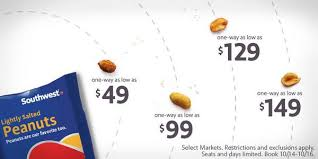 Southwest
Lightly Salted
Peanuts
Peanuts are our favorite too.
one-way as low as
$49
one-way as low as
$99
one-way as low as
$129
one-way as low as
$149
Select Markets. Restrictions and exclusions apply.
Seats and days limited. Book 10/14-10/16.